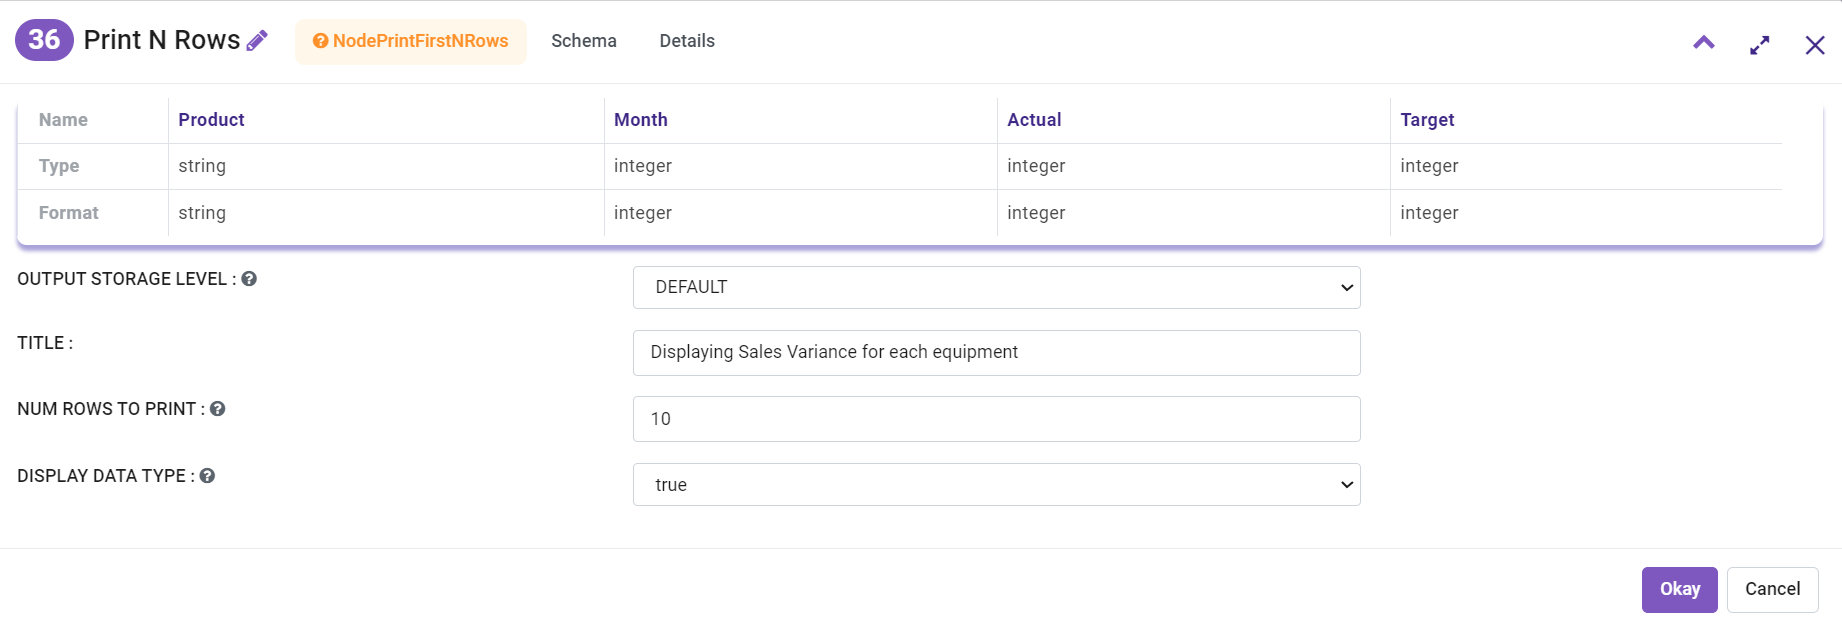 36 Print N Rows NodePrintFirstNRows Schema Details
Name Product Month Actual Target
Type string integer integer integer
Format string integer integer integer
OUTPUT STORAGE LEVEL : DEFAULT
TITLE : Displaying Sales Variance for each equipment
NUM ROWS TO PRINT : 10
DISPLAY DATA TYPE : true
Okay Cancel